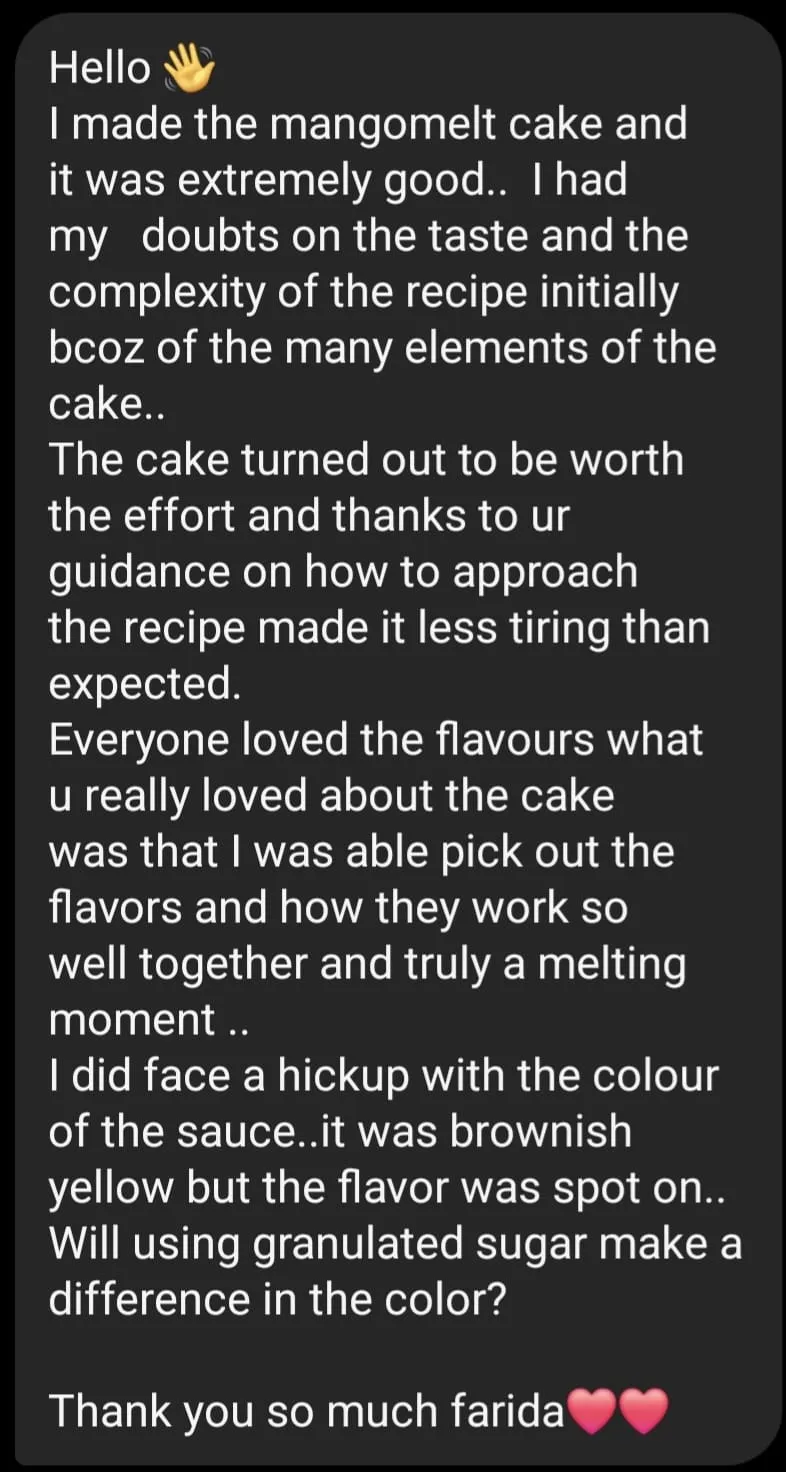 Hello 👋
I made the mangomelt cake and
it was extremely good..  I had
my   doubts on the taste and the
complexity of the recipe initially
bcoz of the many elements of the
cake..
The cake turned out to be worth
the effort and thanks to ur
guidance on how to approach
the recipe made it less tiring than
expected.
Everyone loved the flavours what
u really loved about the cake
was that I was able pick out the
flavors and how they work so
well together and truly a melting
moment ..
I did face a hickup with the colour
of the sauce..it was brownish
yellow but the flavor was spot on..
Will using granulated sugar make a
difference in the color?

Thank you so much farida❤️❤️